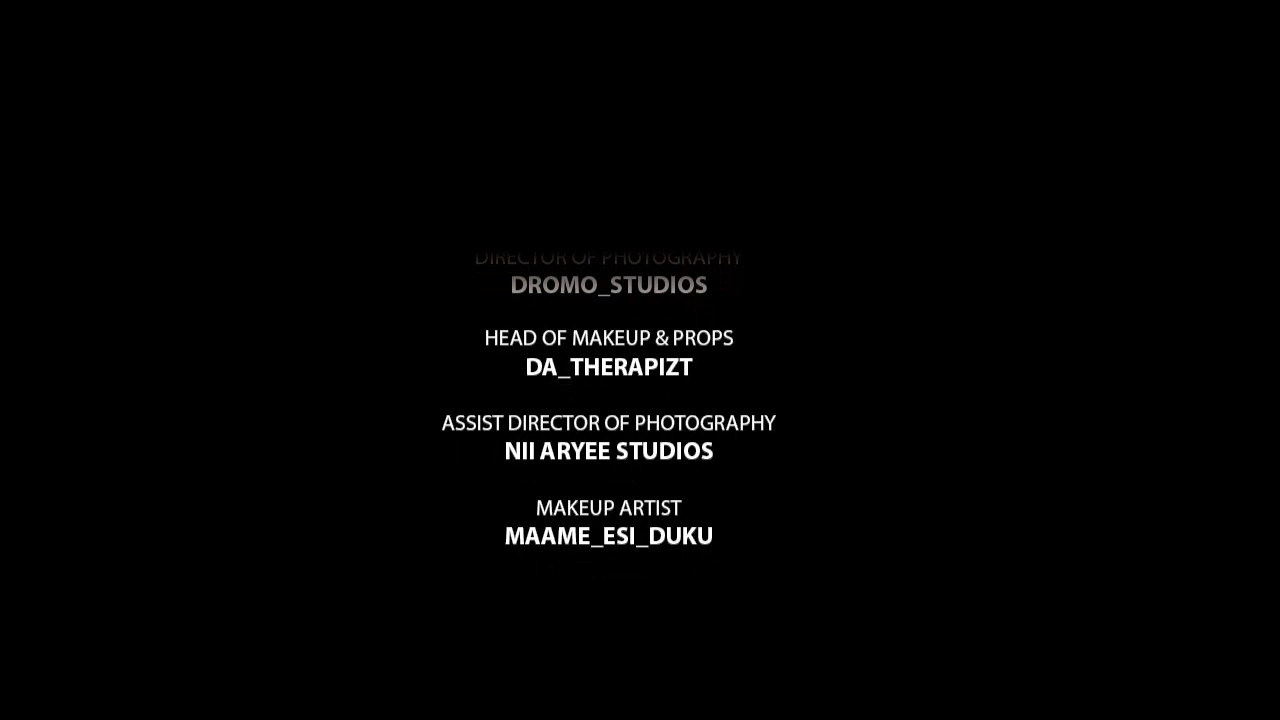 DIRECTOR OF PHOTOGRAPHY
DROMO_STUDIOS
HEAD OF MAKEUP & PROPS
DA_THERAPIZT
ASSIST DIRECTOR OF PHOTOGRAPHY
NII ARYEE STUDIOS
MAKEUP ARTIST
MAAME_ESI_DUKU